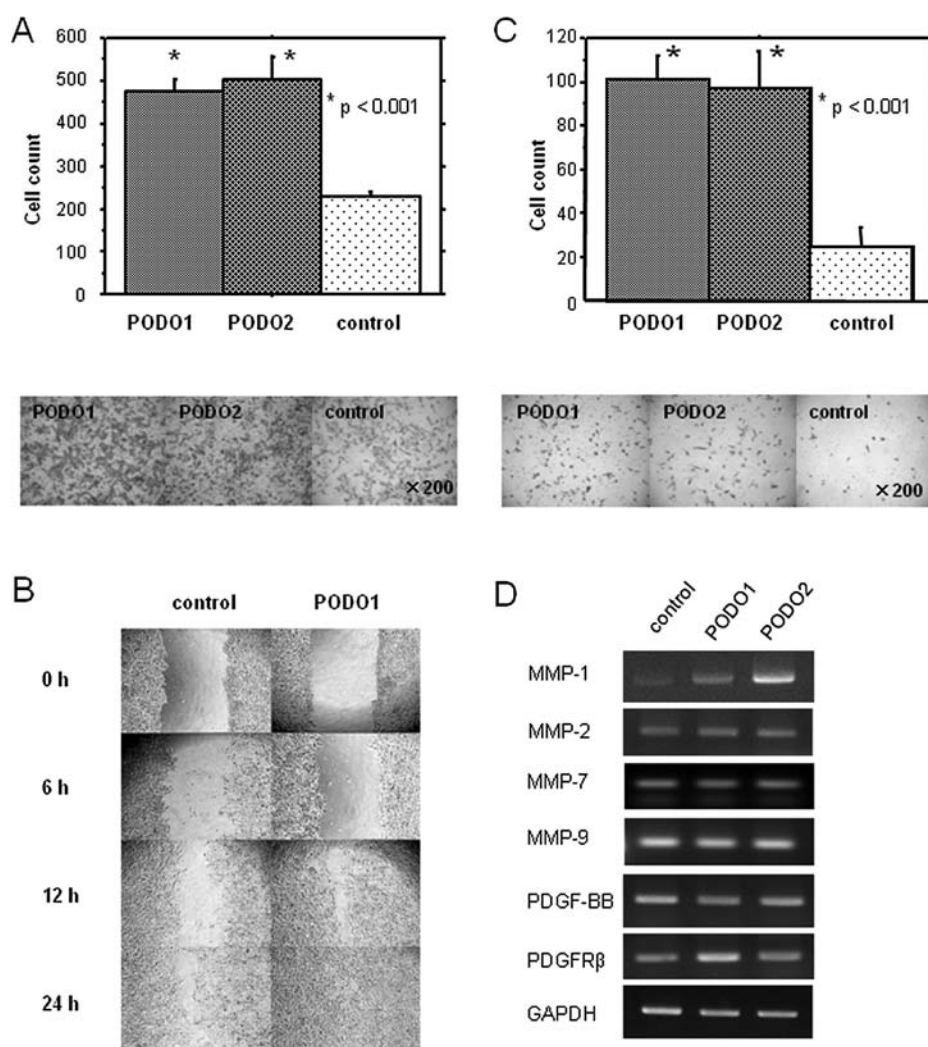 A
600
500
400
300
200
100
0
Cell count
*
*
* p < 0.001
PODO1 PODO2 control
PODO1 PODO2 control
×200
C
120
100
80
60
40
20
0
Cell count
*
*
* p < 0.001
PODO1 PODO2 control
PODO1 PODO2 control
×200
B
control PODO1
0 h
6 h
12 h
24 h
D
control PODO1 PODO2
MMP-1
MMP-2
MMP-7
MMP-9
PDGF-BB
PDGFRβ
GAPDH